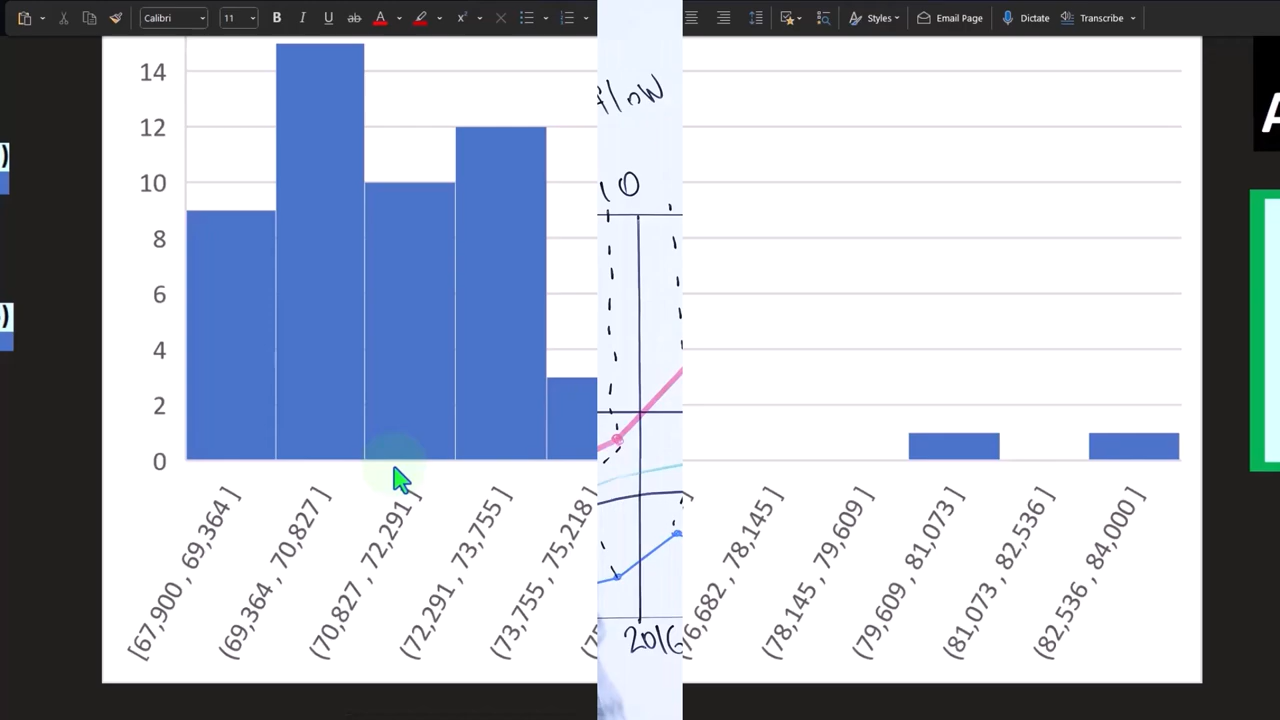 Calibri 11 B I U ab A x² Styles Email Page Dictate Transcribe
14
12
10
8
6
4
2
0
flow
10
2016
[67,900 , 69,364 ]
(69,364 , 70,827 ]
(70,827 , 72,291 ]
(72,291 , 73,755 ]
(73,755 , 75,218 ]
(76,682 , 78,145 ]
(78,145 , 79,609 ]
(79,609 , 81,073 ]
(81,073 , 82,536 ]
(82,536 , 84,000 ]